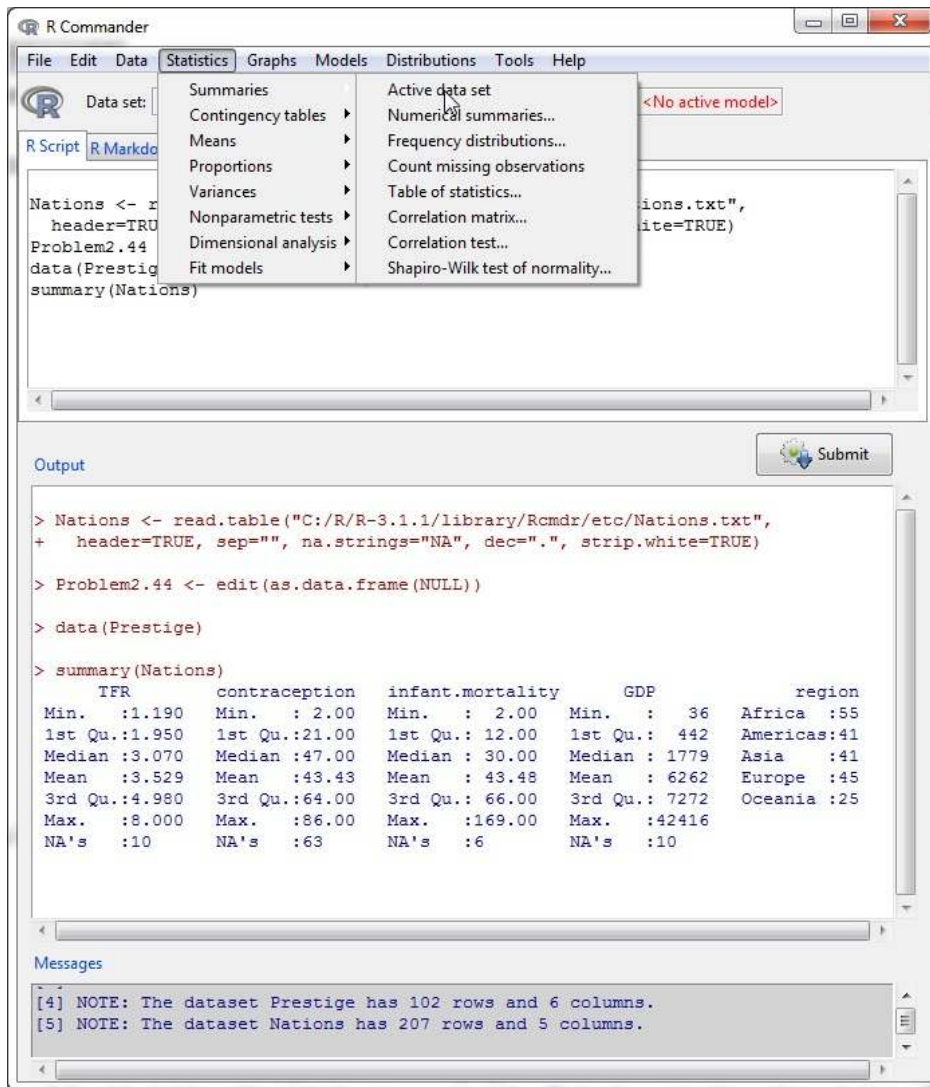 R Commander
File Edit Data Statistics Graphs Models Distributions Tools Help
Data set: <No active model>
Summaries
Contingency tables
Means
Proportions
Variances
Nonparametric tests
Dimensional analysis
Fit models
Active data set
Numerical summaries...
Frequency distributions...
Count missing observations
Table of statistics...
Correlation matrix...
Correlation test...
Shapiro-Wilk test of normality...
R Script R Markdo
Nations <- r ions.txt",
header=TRU ite=TRUE)
Problem2.44
data(Prestig
summary(Nations)
Submit
Output
> Nations <- read.table("C:/R/R-3.1.1/library/Rcmdr/etc/Nations.txt",
+ header=TRUE, sep="", na.strings="NA", dec=".", strip.white=TRUE)
> Problem2.44 <- edit(as.data.frame(NULL))
> data(Prestige)
> summary(Nations)
TFR contraception infant.mortality GDP region
Min. :1.190 Min. : 2.00 Min. : 2.00 Min. : 36 Africa :55
1st Qu.:1.950 1st Qu.:21.00 1st Qu.: 12.00 1st Qu.: 442 Americas:41
Median :3.070 Median :47.00 Median : 30.00 Median : 1779 Asia :41
Mean :3.529 Mean :43.43 Mean : 43.48 Mean : 6262 Europe :45
3rd Qu.:4.980 3rd Qu.:64.00 3rd Qu.: 66.00 3rd Qu.: 7272 Oceania :25
Max. :8.000 Max. :86.00 Max. :169.00 Max. :42416
NA's :10 NA's :63 NA's :6 NA's :10
Messages
[4] NOTE: The dataset Prestige has 102 rows and 6 columns.
[5] NOTE: The dataset Nations has 207 rows and 5 columns.